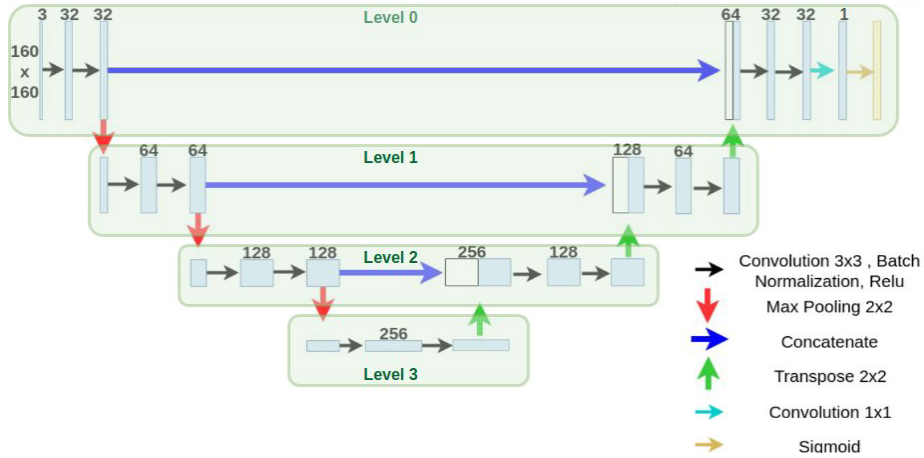 3 32 32 Level 0 64 32 32 1
160
x
160
64 64 Level 1 128 64
128 128 Level 2 256 128
256
Level 3
Convolution 3x3 , Batch
Normalization, Relu
Max Pooling 2x2
Concatenate
Transpose 2x2
Convolution 1x1
Sigmoid